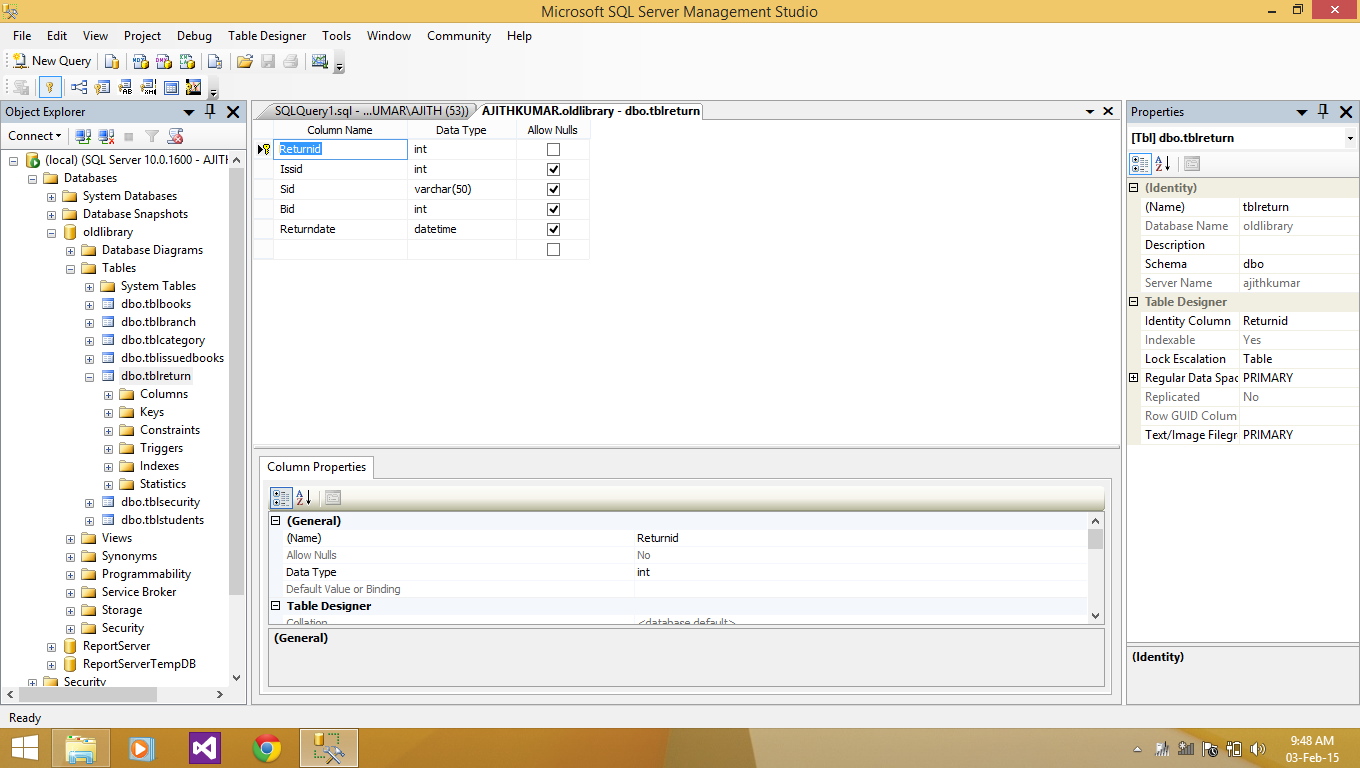 Microsoft SQL Server Management Studio
File Edit View Project Debug Table Designer Tools Window Community Help
New Query
Object Explorer
Connect
(local) (SQL Server 10.0.1600 - AJITH
Databases
System Databases
Database Snapshots
oldlibrary
Database Diagrams
Tables
System Tables
dbo.tblbooks
dbo.tblbranch
dbo.tblcategory
dbo.tblissuedbooks
dbo.tblreturn
Columns
Keys
Constraints
Triggers
Indexes
Statistics
dbo.tblsecurity
dbo.tblstudents
Views
Synonyms
Programmability
Service Broker
Storage
Security
ReportServer
ReportServerTempDB
Security
SQLQuery1.sql - ...UMAR\AJITH (53)) AJITHKUMAR.oldlibrary - dbo.tblreturn
Column Name Data Type Allow Nulls
Returnid int
Issid int
Sid varchar(50)
Bid int
Returndate datetime
Column Properties
(General)
(Name) Returnid
Allow Nulls No
Data Type int
Default Value or Binding
Table Designer
Collation <database default>
(General)
Properties
[Tbl] dbo.tblreturn
(Identity)
(Name) tblreturn
Database Name oldlibrary
Description
Schema dbo
Server Name ajithkumar
Table Designer
Identity Column Returnid
Indexable Yes
Lock Escalation Table
Regular Data Spac PRIMARY
Replicated No
Row GUID Colum
Text/Image Filegr PRIMARY
(Identity)
Ready
9:48 AM
03-Feb-15